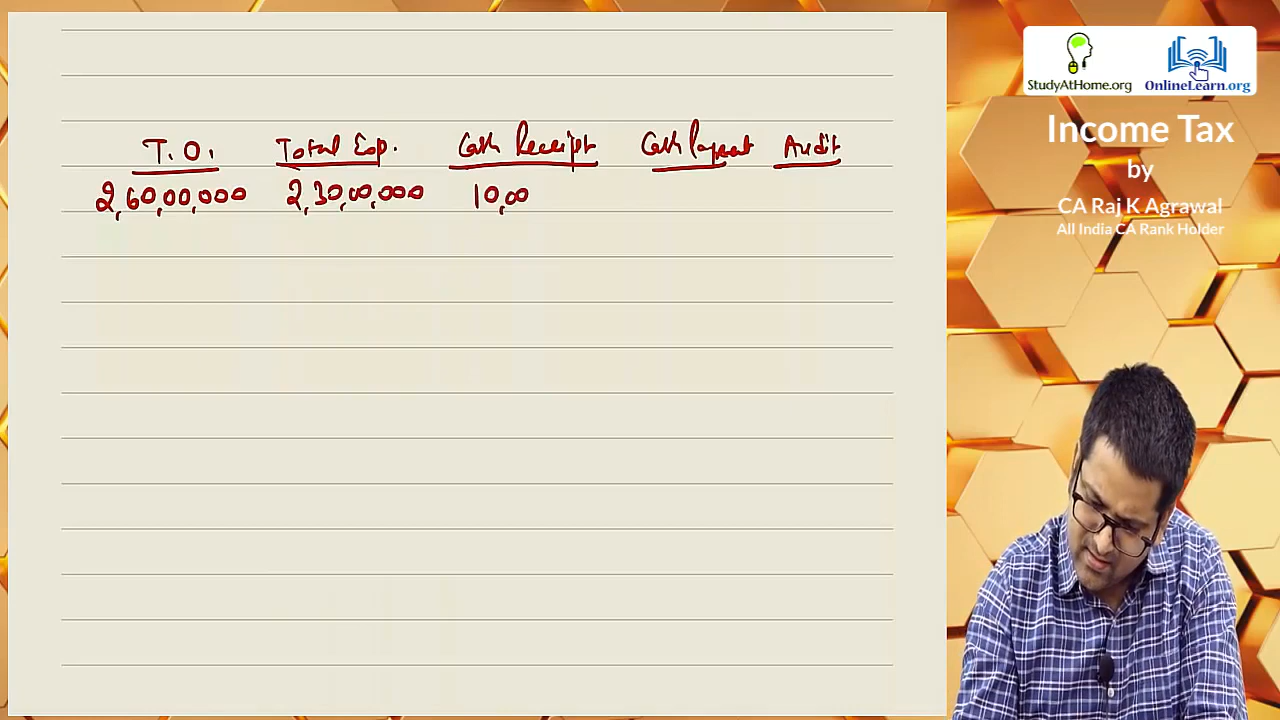 StudyAtHome.org OnlineLearn.org
Income Tax
by
CA Raj K Agrawal
All India CA Rank Holder
T. O. Total Exp. Cash Receipt Cash Payment Audit
2,60,00,000 2,30,00,000 10,00